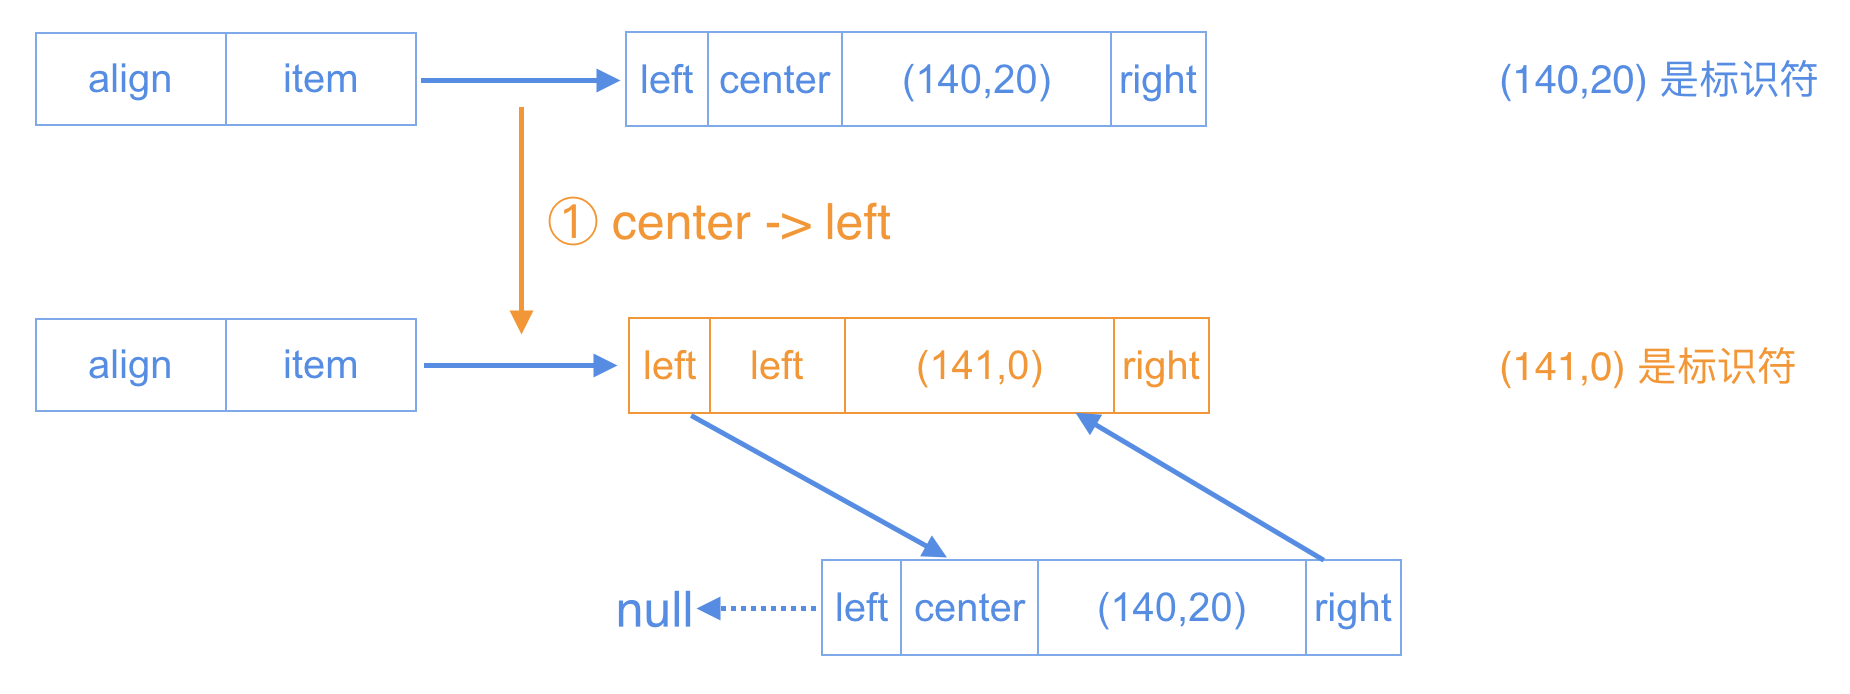 align item left center (140,20) right (140,20) 是标识符
① center -> left
align item left left (141,0) right (141,0) 是标识符
null left center (140,20) right